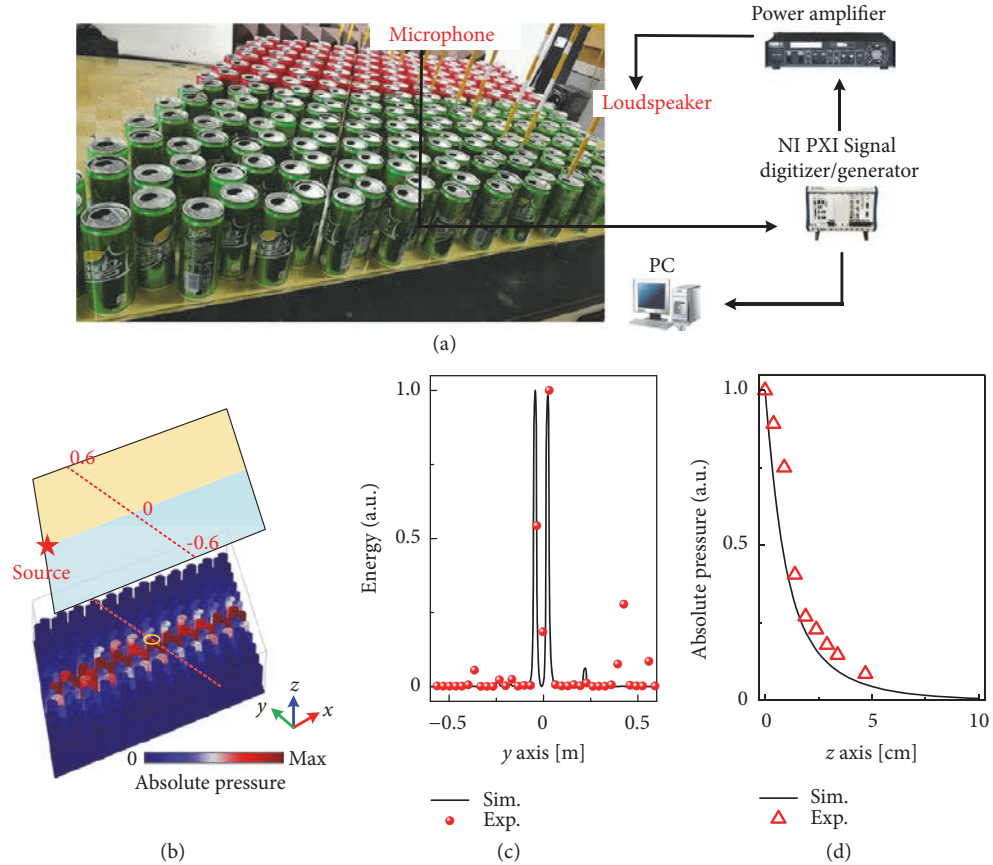 Microphone
Power amplifier
Loudspeaker
NI PXI Signal
digitizer/generator
PC
(a)
0.6
0
-0.6
Source
z
y
x
0
Max
Absolute pressure
(b)
1.0
0.5
0
Energy (a.u.)
−0.5
0
0.5
y axis [m]
Sim.
Exp.
(c)
1.0
0.5
0
Absolute pressure (a.u.)
0
5
10
z axis [cm]
Sim.
Exp.
(d)